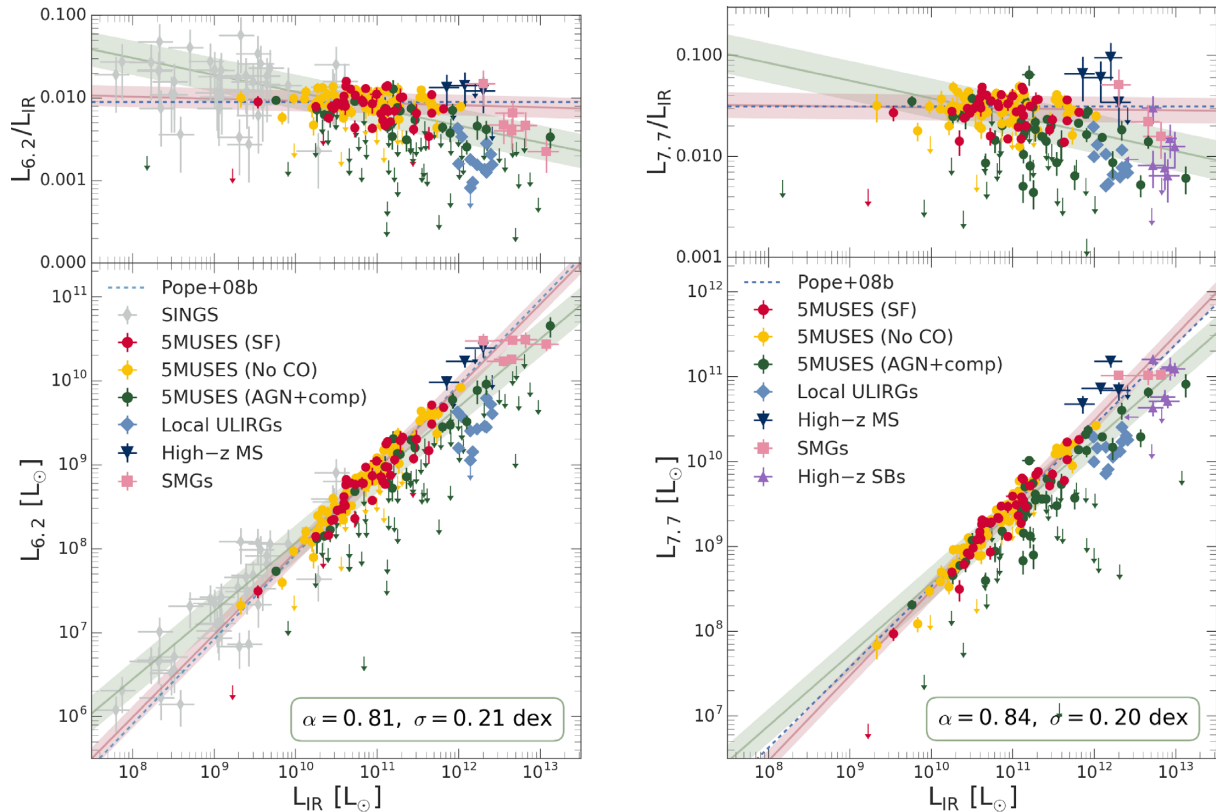 L6.2/LIR
0.100
0.010
0.001
0.000
L7.7/LIR
0.100
0.010
0.001
L6.2 [L⊙]
10^11
10^10
10^9
10^8
10^7
10^6
Pope+08b
SINGS
5MUSES (SF)
5MUSES (No CO)
5MUSES (AGN+comp)
Local ULIRGs
High−z MS
SMGs
α = 0.81, σ = 0.21 dex
10^8 10^9 10^10 10^11 10^12 10^13
LIR [L⊙]
L7.7 [L⊙]
10^12
10^11
10^10
10^9
10^8
10^7
Pope+08b
5MUSES (SF)
5MUSES (No CO)
5MUSES (AGN+comp)
Local ULIRGs
High−z MS
SMGs
High−z SBs
α = 0.84, σ = 0.20 dex
10^8 10^9 10^10 10^11 10^12 10^13
LIR [L⊙]